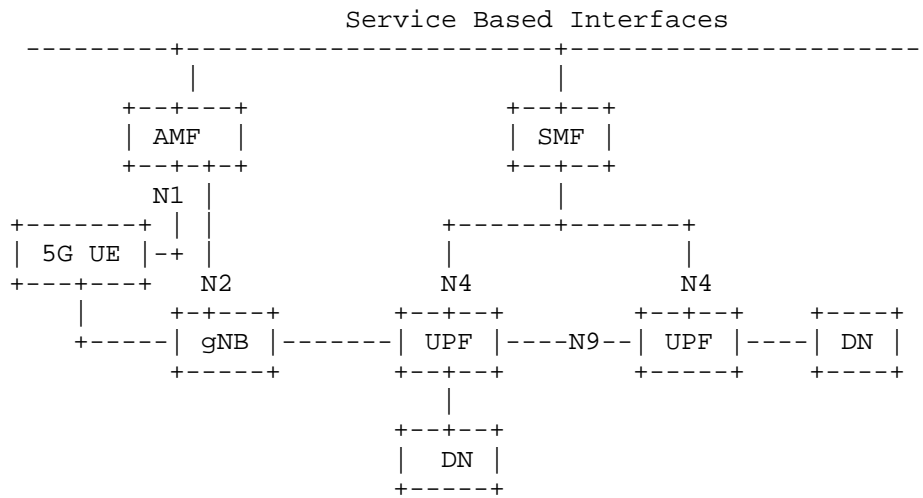 Service Based Interfaces
AMF SMF
N1
5G UE
N2 N4 N4
gNB UPF N9 UPF DN
DN